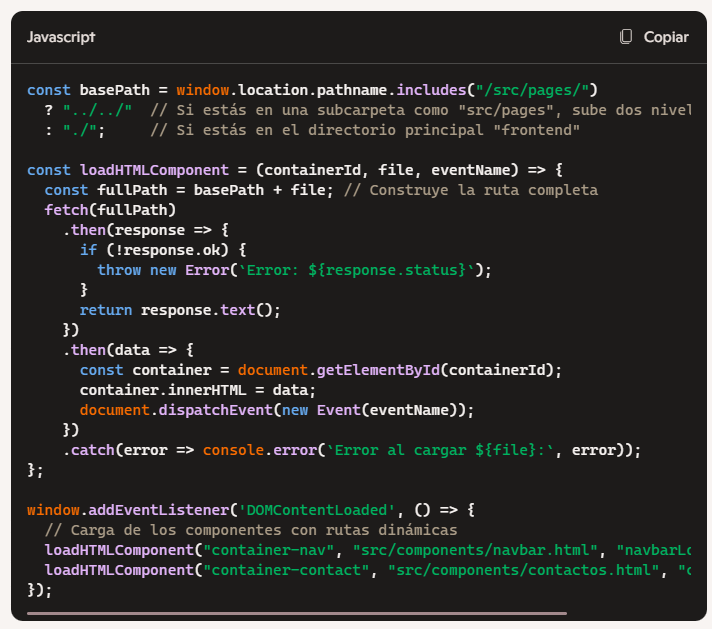 Javascript
Copiar
const basePath = window.location.pathname.includes("/src/pages/")
  ? "../../"  // Si estás en una subcarpeta como "src/pages", sube dos nivel
  : "./";     // Si estás en el directorio principal "frontend"
const loadHTMLComponent = (containerId, file, eventName) => {
  const fullPath = basePath + file; // Construye la ruta completa
  fetch(fullPath)
    .then(response => {
      if (!response.ok) {
        throw new Error(`Error: ${response.status}`);
      }
      return response.text();
    })
    .then(data => {
      const container = document.getElementById(containerId);
      container.innerHTML = data;
      document.dispatchEvent(new Event(eventName));
    })
    .catch(error => console.error(`Error al cargar ${file}:`, error));
};
window.addEventListener('DOMContentLoaded', () => {
  // Carga de los componentes con rutas dinámicas
  loadHTMLComponent("container-nav", "src/components/navbar.html", "navbarLo
  loadHTMLComponent("container-contact", "src/components/contactos.html", "c
});